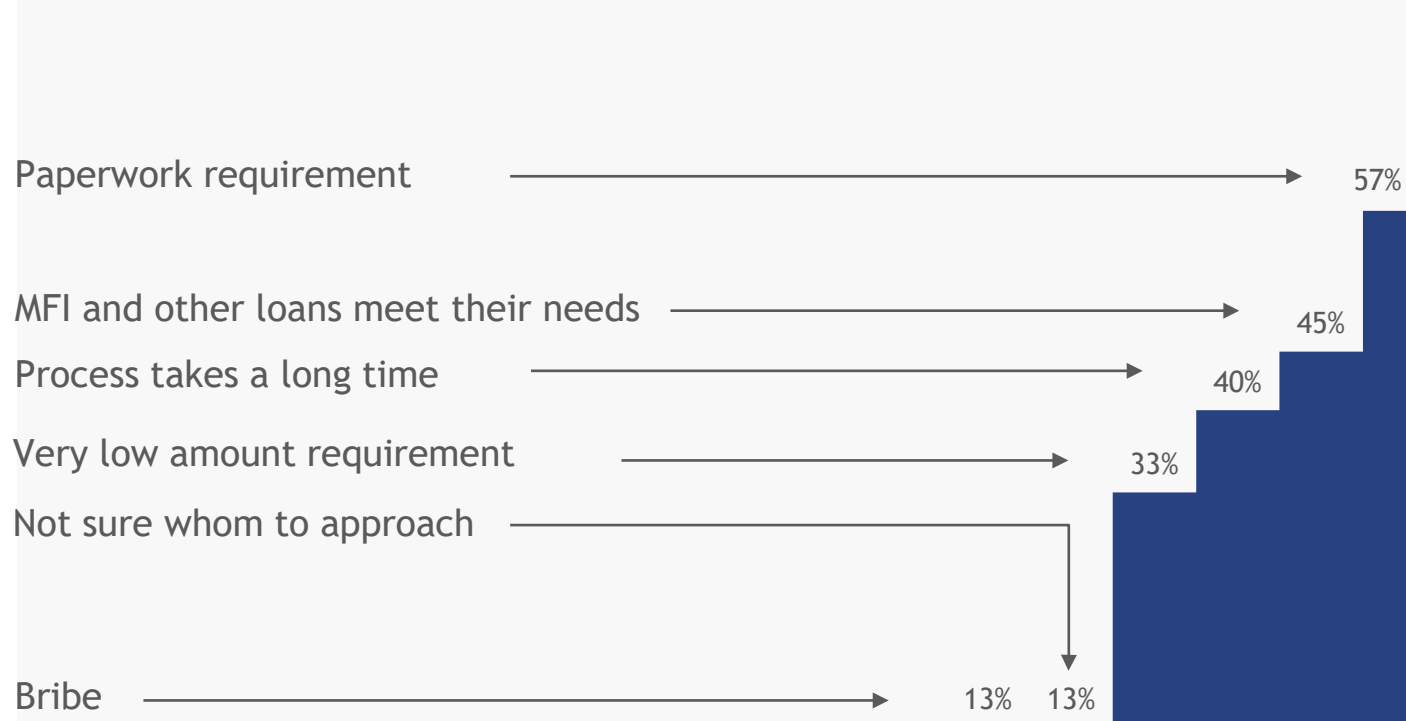 Paperwork requirement 57%
MFI and other loans meet their needs 45%
Process takes a long time 40%
Very low amount requirement 33%
Not sure whom to approach
Bribe 13% 13%